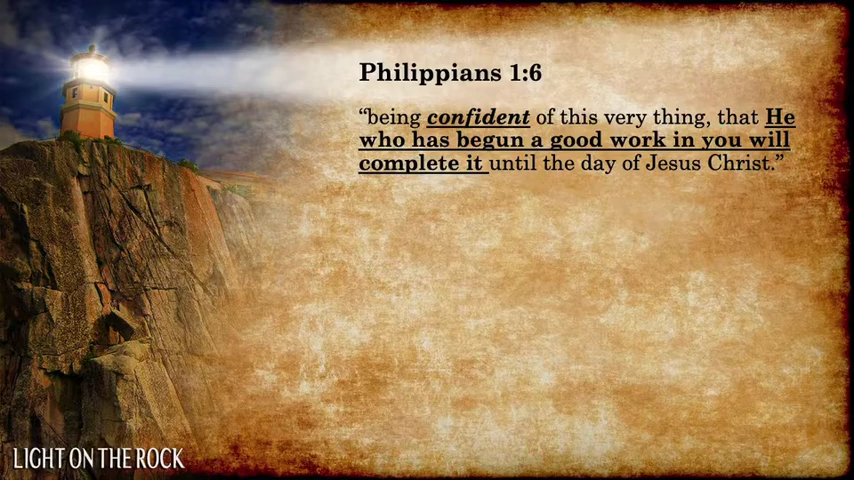 Philippians 1:6
“being confident of this very thing, that He
who has begun a good work in you will
complete it until the day of Jesus Christ.”
LIGHT ON THE ROCK